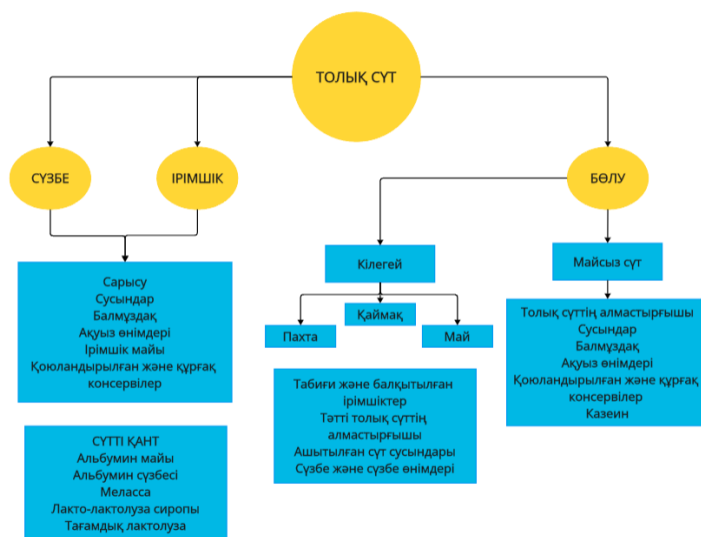 ТОЛЫҚ СҮТ
СҮЗБЕ
ІРІМШІК
БӨЛУ
Сарысу
Сусындар
Балмұздақ
Ақуыз өнімдері
Ірімшік майы
Қоюландырылған және құрғақ
консервілер
СҮТТІ ҚАНТ
Альбумин майы
Альбумин сүзбесі
Меласса
Лакто-лактолуза сиропы
Тағамдық лактолуза
Кілегей
Қаймақ
Пахта
Май
Табиғи және балқытылған
ірімшіктер
Тәтті толық сүттің
алмастырғышы
Ашытылған сүт сусындары
Сүзбе және сүзбе өнімдері
Майсыз сүт
Толық сүттің алмастырғышы
Сусындар
Балмұздақ
Ақуыз өнімдері
Қоюландырылған және құрғақ
консервілер
Казеин